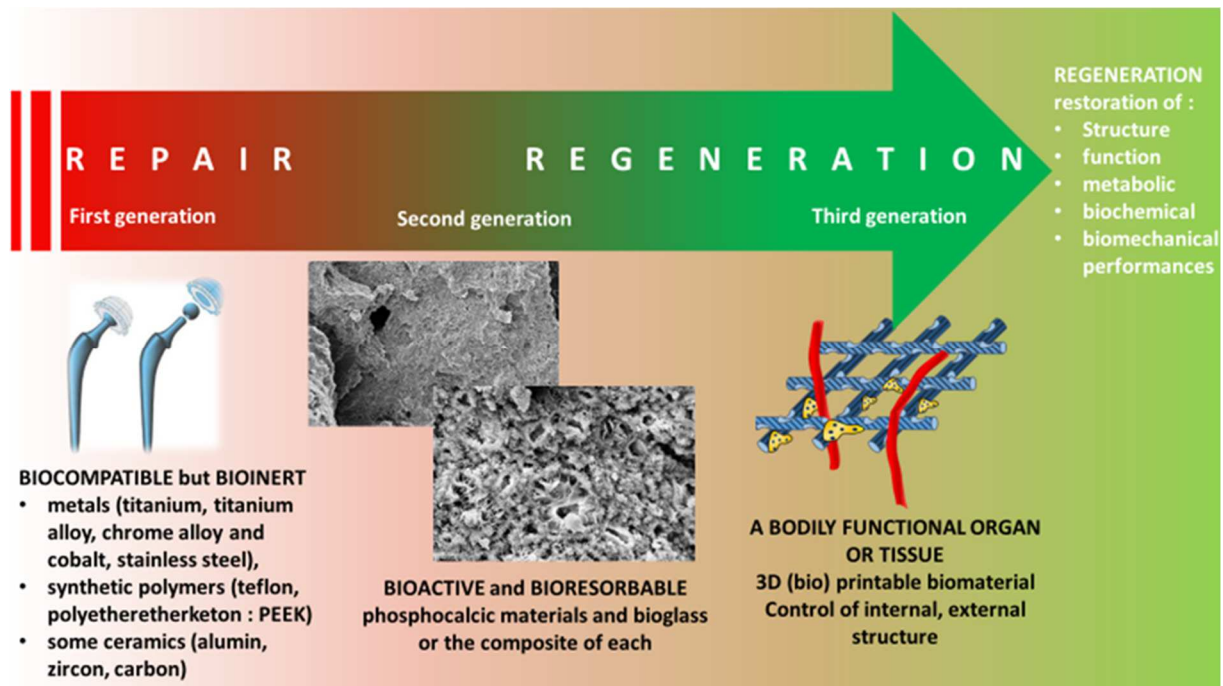 REPAIR
REGENERATION
First generation
Second generation
Third generation
REGENERATION
restoration of :
• Structure
• function
• metabolic
• biochemical
• biomechanical
performances
BIOCOMPATIBLE but BIOINERT
• metals (titanium, titanium
alloy, chrome alloy and
cobalt, stainless steel),
• synthetic polymers (teflon,
polyetheretherketon : PEEK)
• some ceramics (alumin,
zircon, carbon)
BIOACTIVE and BIORESORBABLE
phosphocalcic materials and bioglass
or the composite of each
A BODILY FUNCTIONAL ORGAN
OR TISSUE
3D (bio) printable biomaterial
Control of internal, external
structure